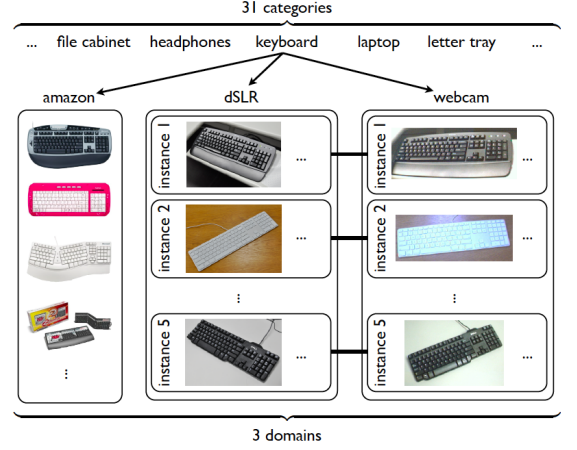 31 categories
... file cabinet headphones keyboard laptop letter tray ...
amazon dSLR webcam
instance 1 ... instance 1 ...
instance 2 ... instance 2 ...
⋮ ⋮
instance 5 ... instance 5 ...
⋮
3 domains